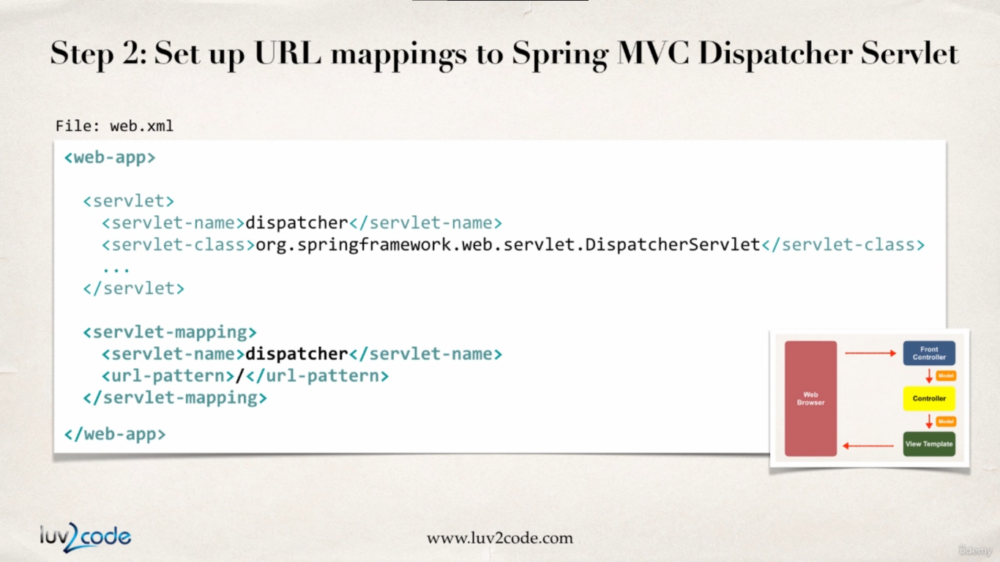 Step 2: Set up URL mappings to Spring MVC Dispatcher Servlet
File: web.xml
<web-app>
<servlet>
<servlet-name>dispatcher</servlet-name>
<servlet-class>org.springframework.web.servlet.DispatcherServlet</servlet-class>
...
</servlet>
<servlet-mapping>
<servlet-name>dispatcher</servlet-name>
<url-pattern>/</url-pattern>
</servlet-mapping>
</web-app>
Web
Browser
Front
Controller
Model
Controller
Model
View Template
luv2code
www.luv2code.com
ûdemy